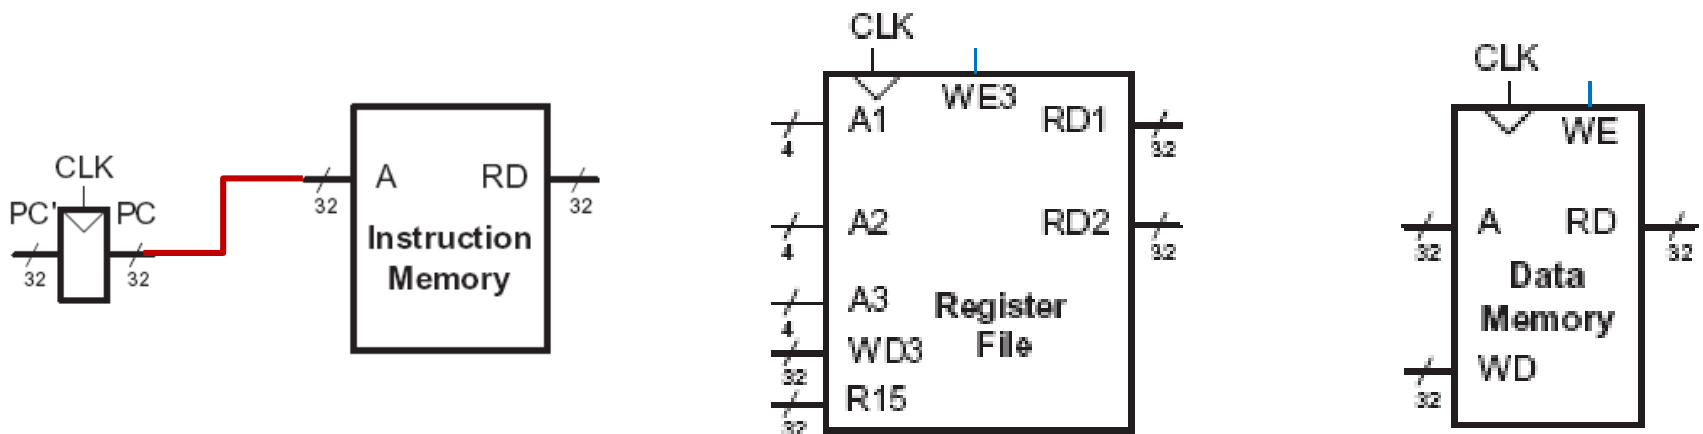 PC'
CLK
PC
32
32
32
A
RD
32
Instruction
Memory
CLK
WE3
A1
RD1
4
32
A2
RD2
4
32
A3
4
Register
File
WD3
32
R15
32
CLK
WE
A
RD
32
32
Data
Memory
WD
32